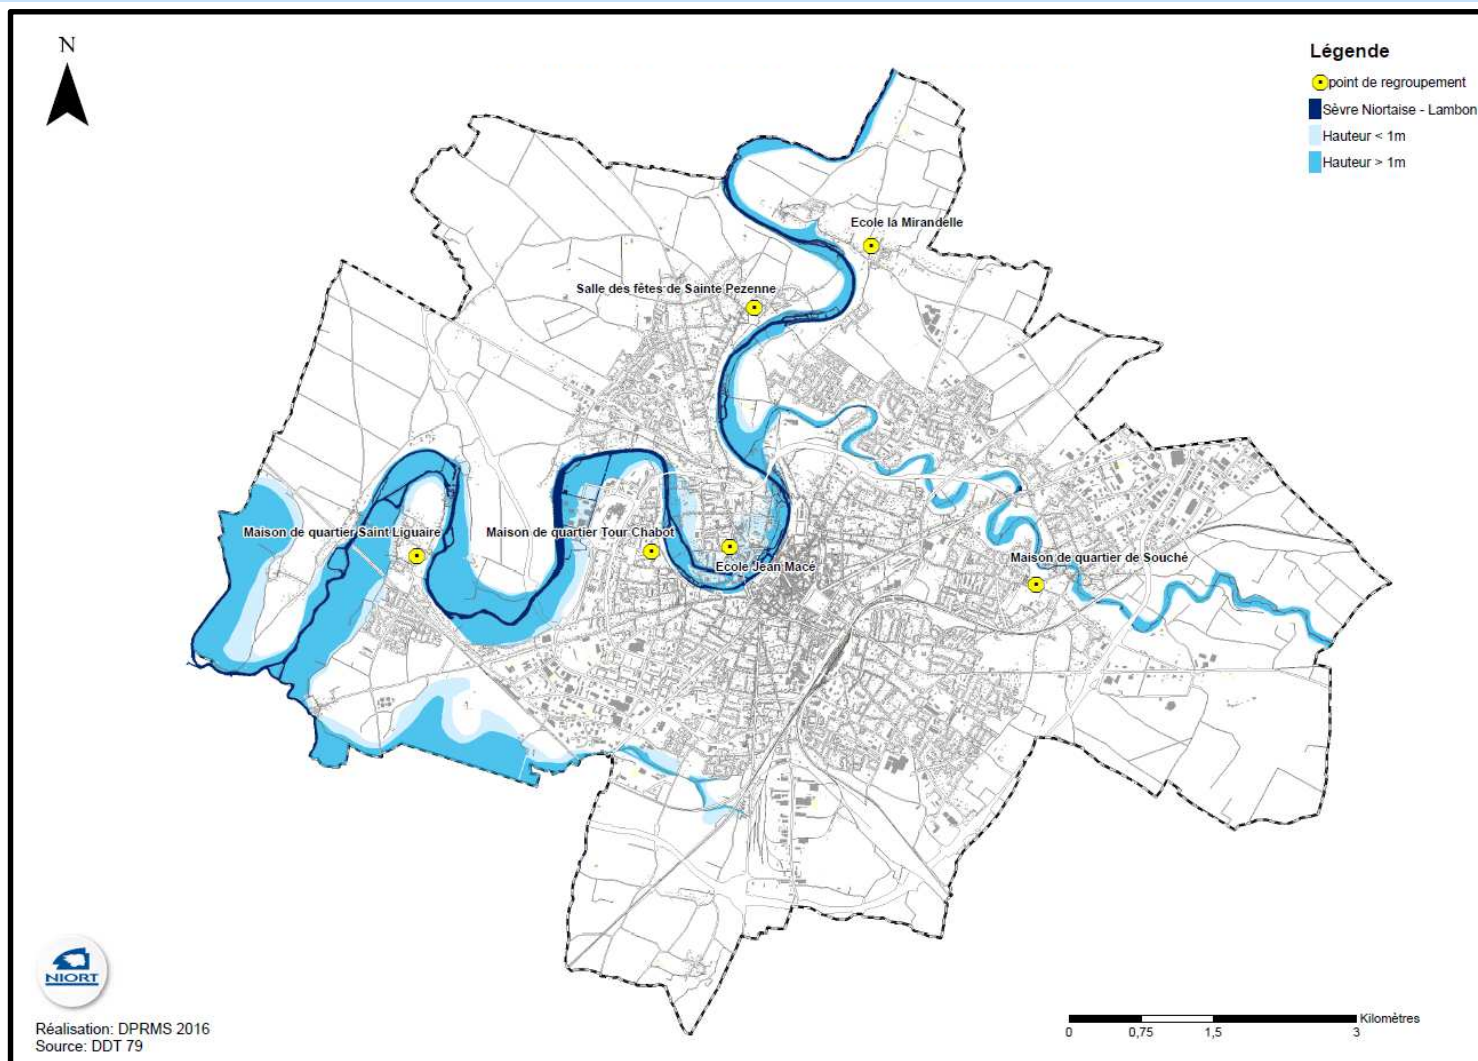 N
Légende
point de regroupement
Sèvre Niortaise - Lambon
Hauteur < 1m
Hauteur > 1m
Ecole la Mirandelle
Salle des fêtes de Sainte Pezenne
Maison de quartier Saint Liguaire
Maison de quartier Tour Chabot
Ecole Jean Macé
Maison de quartier de Souché
NIORT
Réalisation: DPRMS 2016
Source: DDT 79
Kilomètres
0 0,75 1,5 3